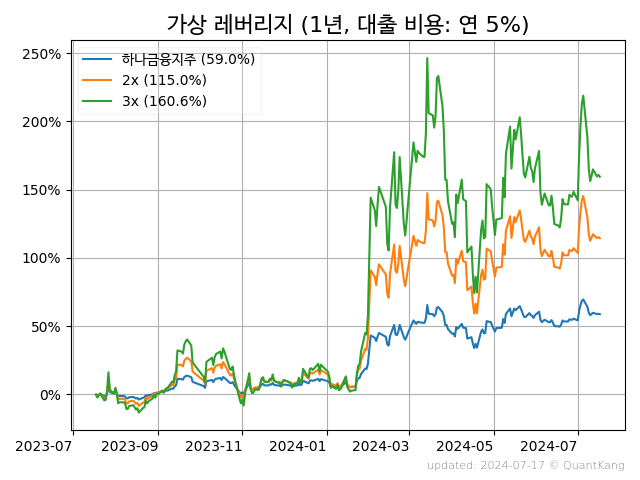 가상 레버리지 (1년, 대출 비용: 연 5%)
250%
200%
150%
100%
50%
0%
하나금융지주 (59.0%)
2x (115.0%)
3x (160.6%)
2023-07 2023-09 2023-11 2024-01 2024-03 2024-05 2024-07
updated: 2024-07-17 © QuantKang